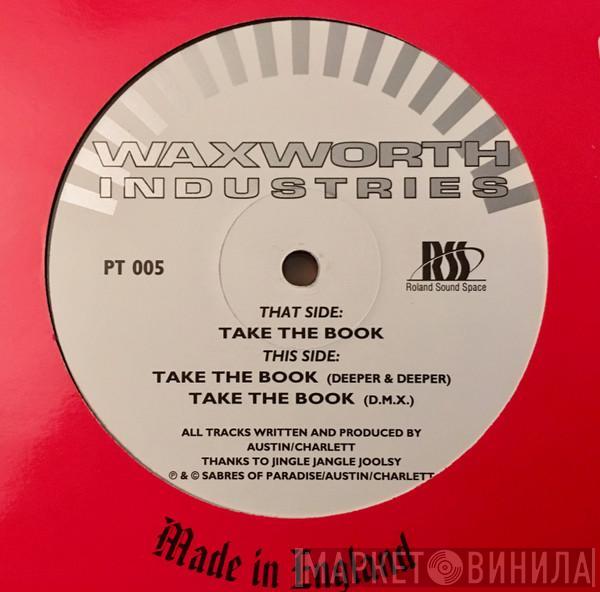 WAXWORTH
INDUSTRIES
PT 005
RSS
Roland Sound Space
THAT SIDE:
TAKE THE BOOK
THIS SIDE:
TAKE THE BOOK (DEEPER & DEEPER)
TAKE THE BOOK (D.M.X.)
ALL TRACKS WRITTEN AND PRODUCED BY
AUSTIN/CHARLETT
THANKS TO JINGLE JANGLE JOOLSY
℗ & © SABRES OF PARADISE/AUSTIN/CHARLETT
Made in England
МАРКЕТ ВИНИЛА